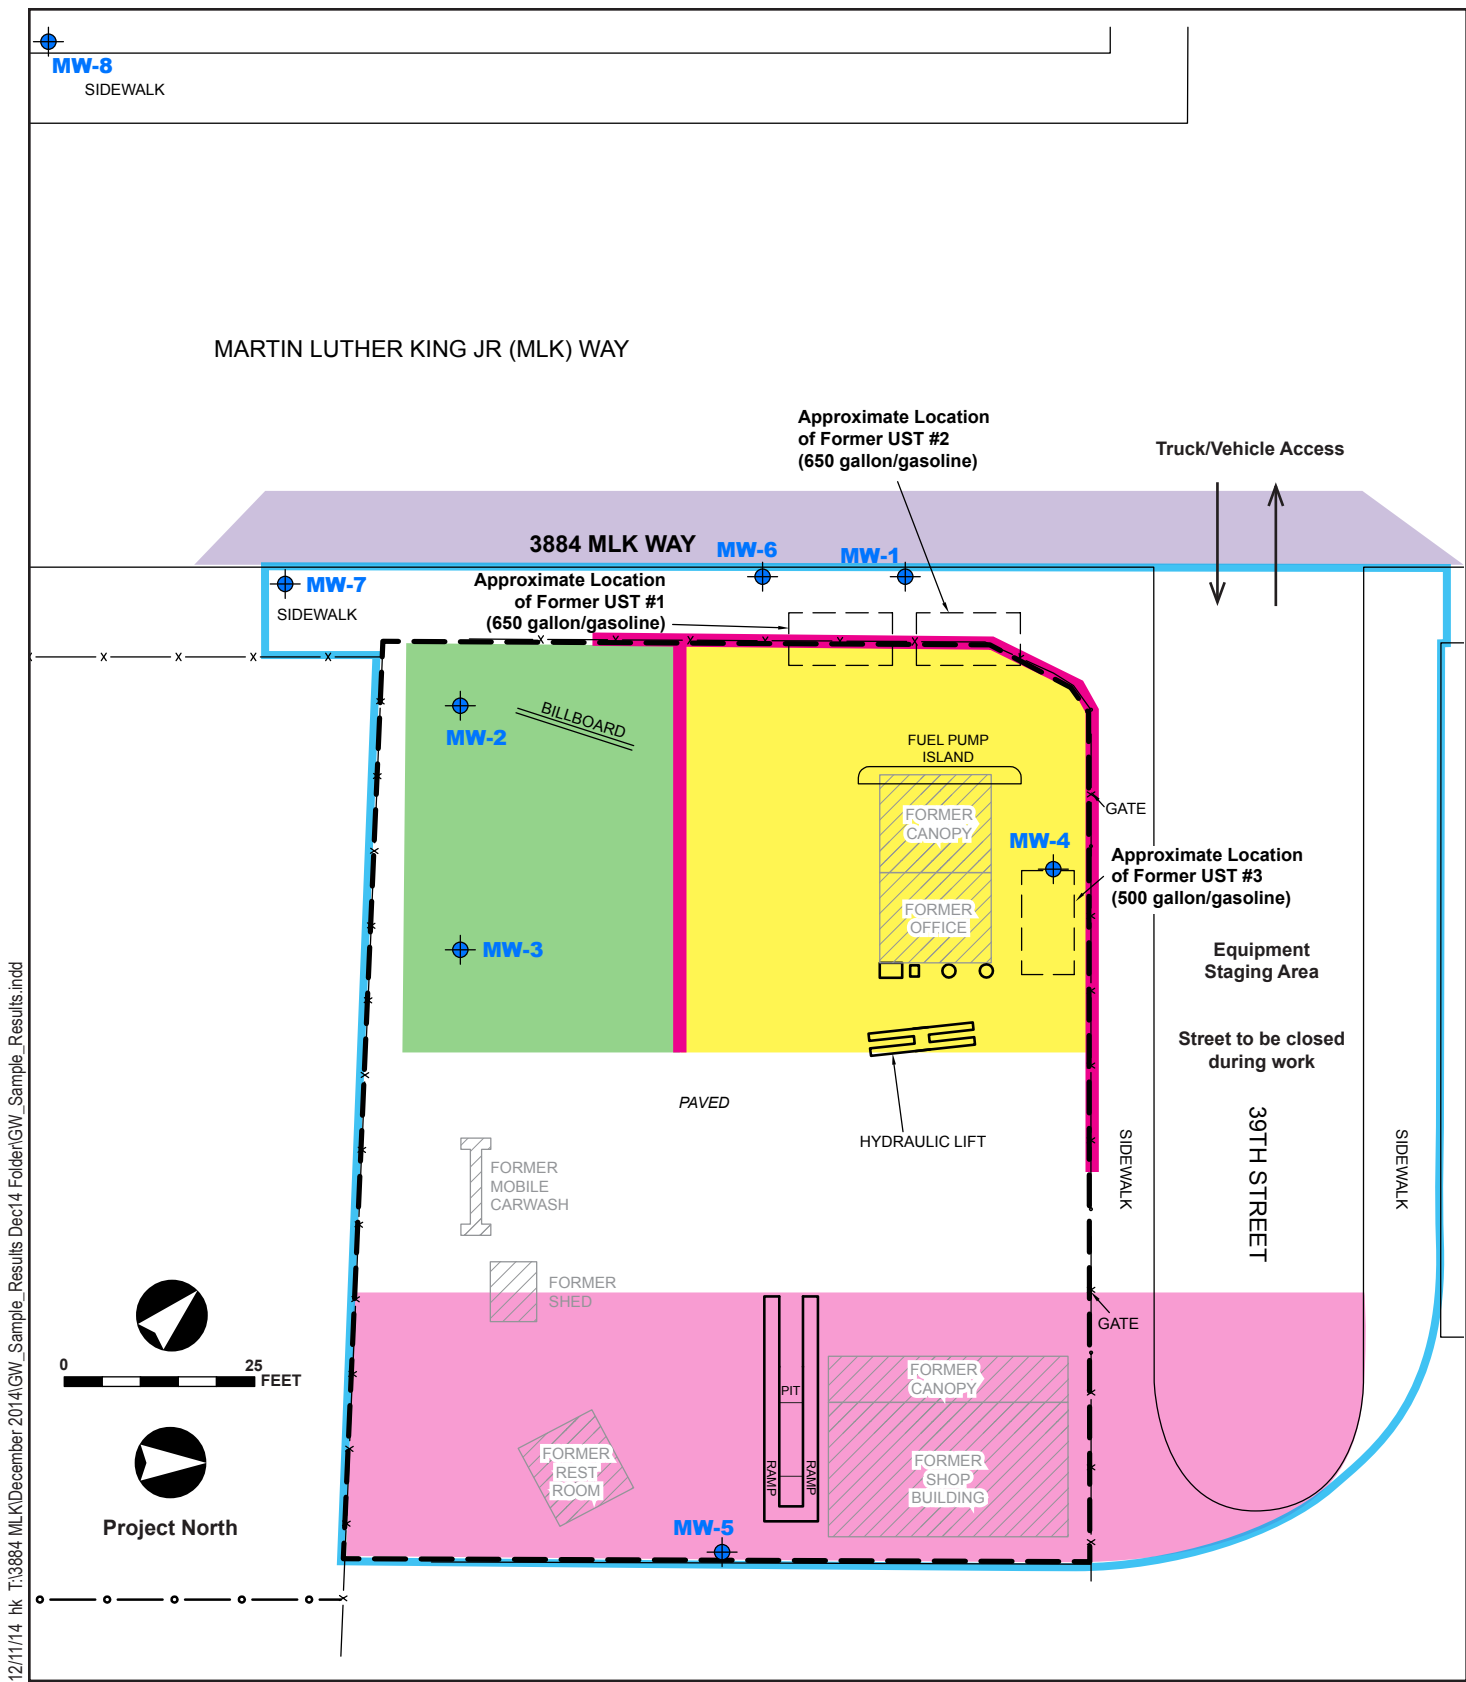 MW-8
SIDEWALK
MARTIN LUTHER KING JR (MLK) WAY
Approximate Location
of Former UST #2
(650 gallon/gasoline)
Truck/Vehicle Access
3884 MLK WAY
MW-6
MW-1
MW-7
SIDEWALK
Approximate Location
of Former UST #1
(650 gallon/gasoline)
MW-2
BILLBOARD
FUEL PUMP
ISLAND
FORMER
CANOPY
GATE
MW-4
Approximate Location
of Former UST #3
(500 gallon/gasoline)
FORMER
OFFICE
MW-3
Equipment
Staging Area
Street to be closed
during work
PAVED
HYDRAULIC LIFT
SIDEWALK
39TH STREET
SIDEWALK
FORMER
MOBILE
CARWASH
FORMER
SHED
GATE
0 25
FEET
Project North
FORMER
REST
ROOM
PIT
RAMP
RAMP
FORMER
CANOPY
FORMER
SHOP
BUILDING
MW-5
12/11/14 hk T:\3884 MLK\December 2014\GW_Sample_Results Dec14 Folder\GW_Sample_Results.indd